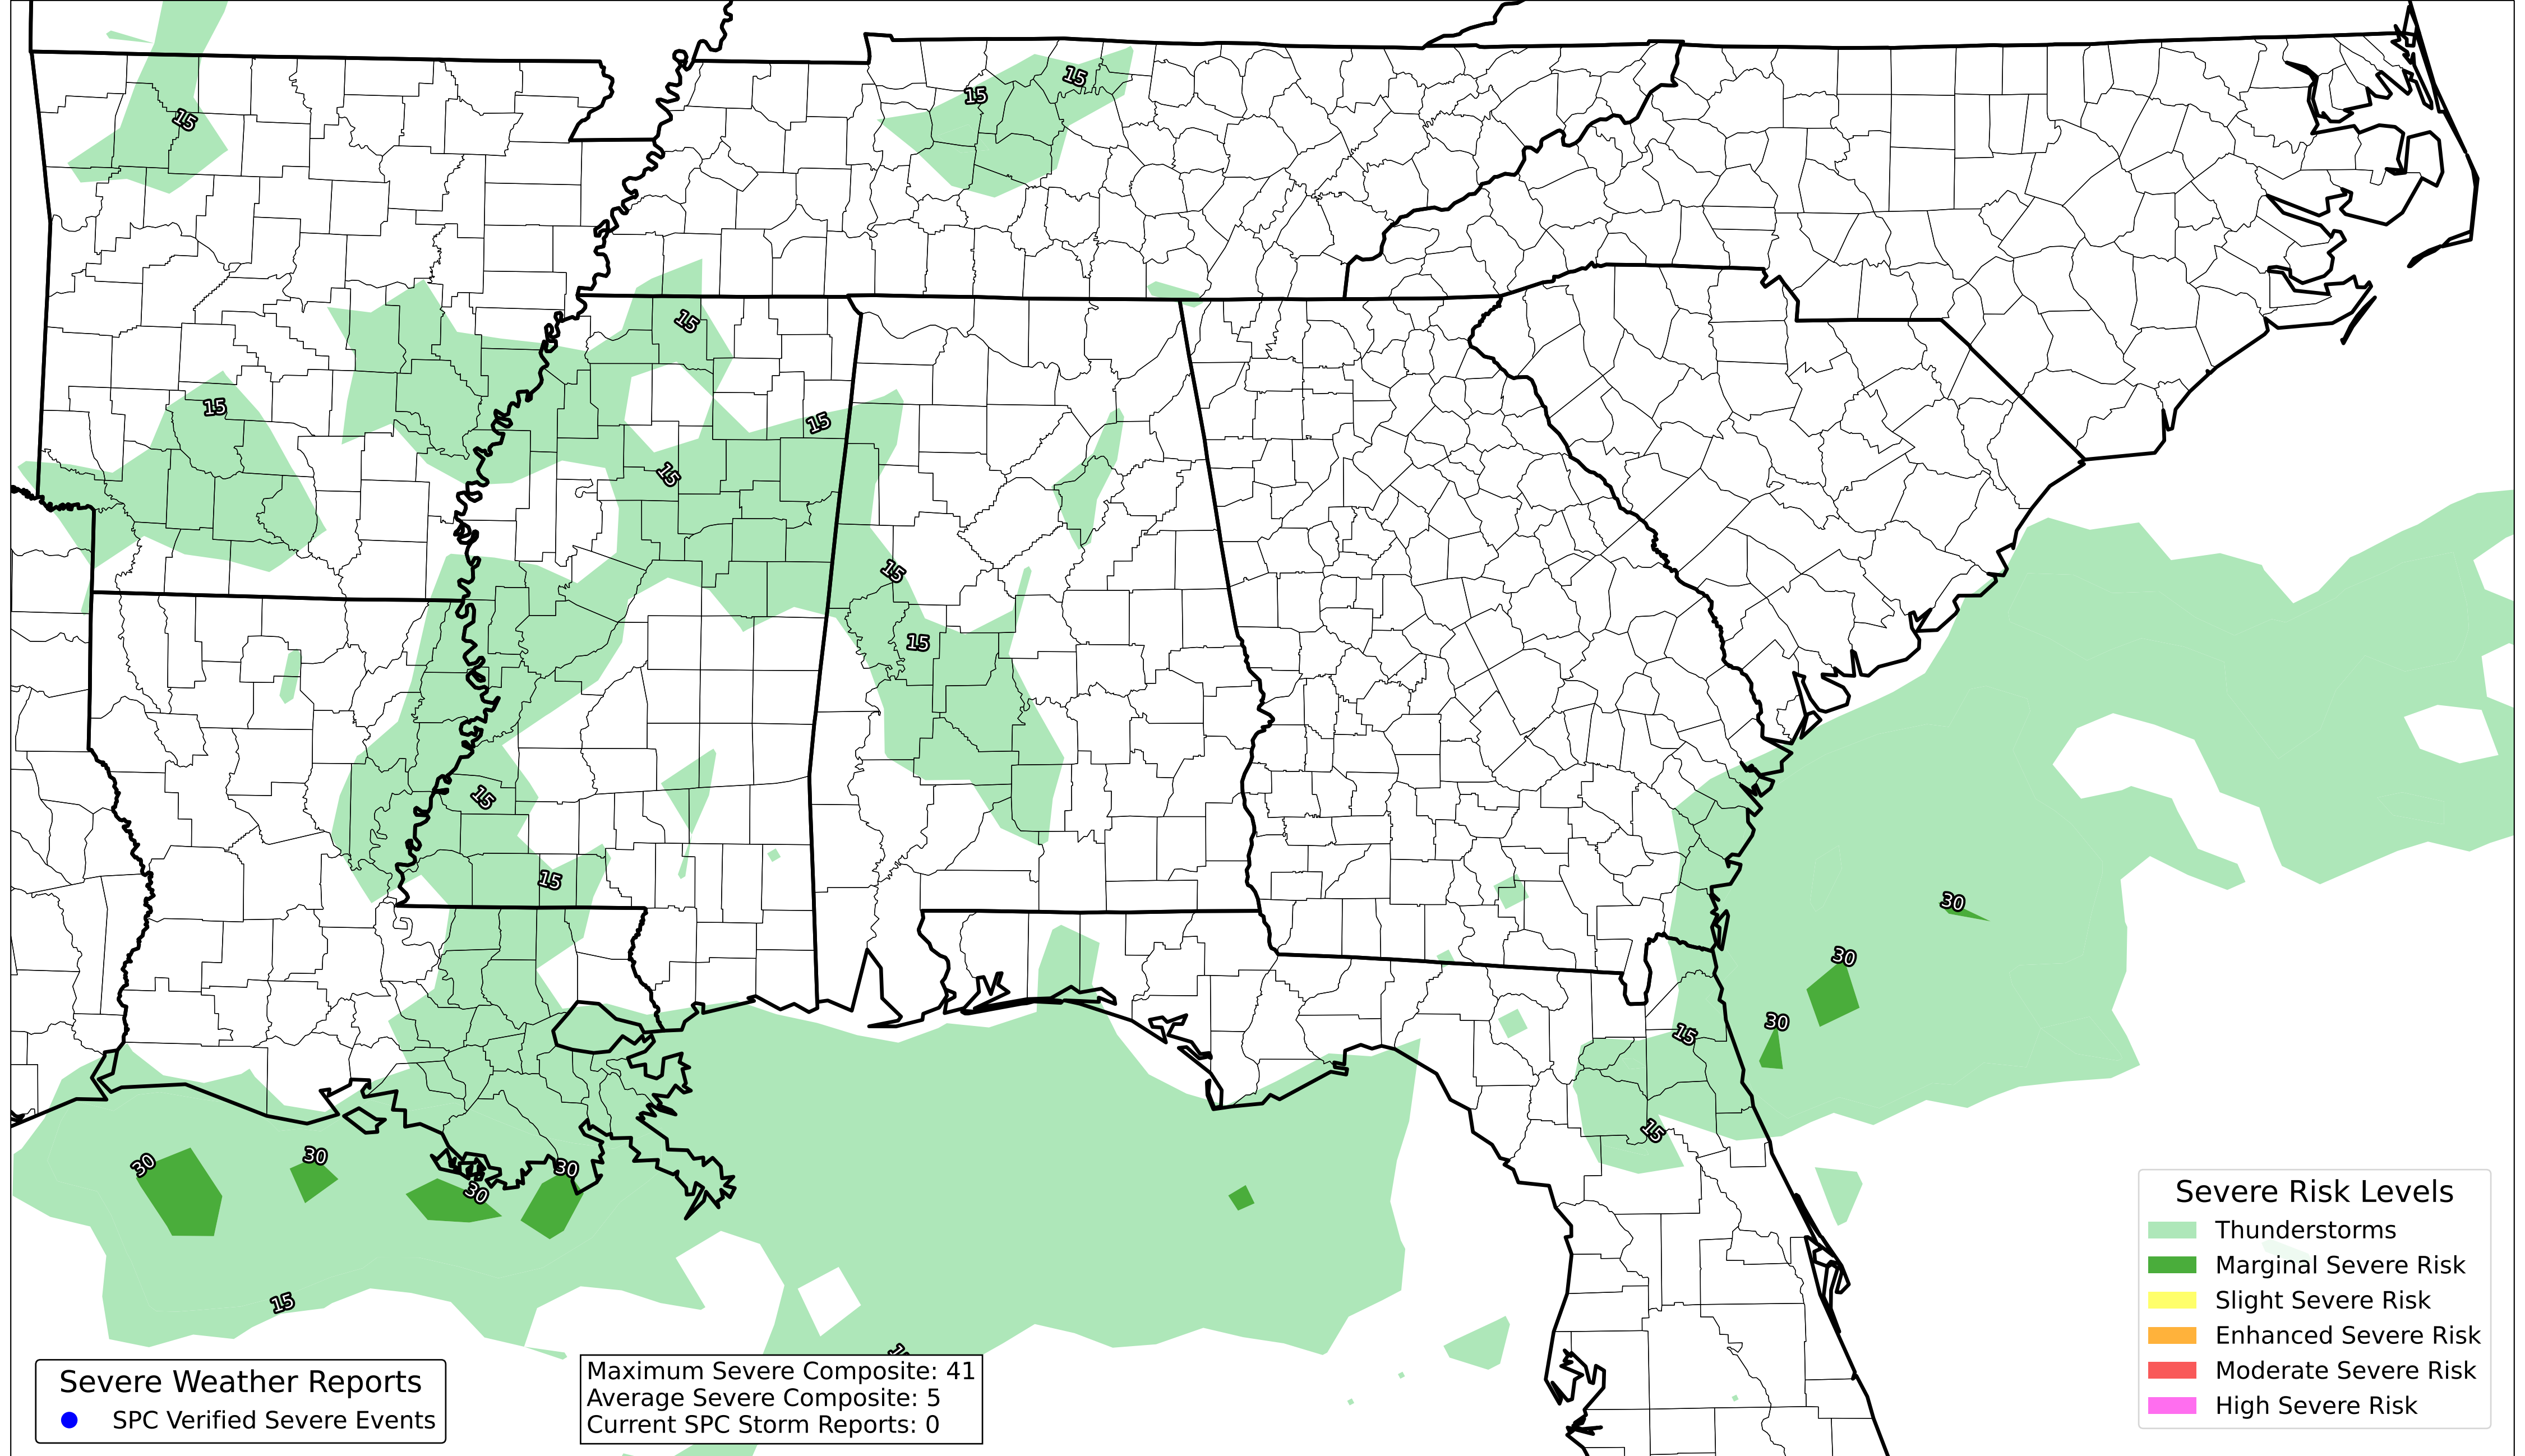 15
15
15
15
15
15
15
15
15
15
15
30
30
30
15
15
30
30
30
30
15
Severe Risk Levels
Thunderstorms
Marginal Severe Risk
Slight Severe Risk
Enhanced Severe Risk
Moderate Severe Risk
High Severe Risk
Severe Weather Reports
SPC Verified Severe Events
Maximum Severe Composite: 41
Average Severe Composite: 5
Current SPC Storm Reports: 0